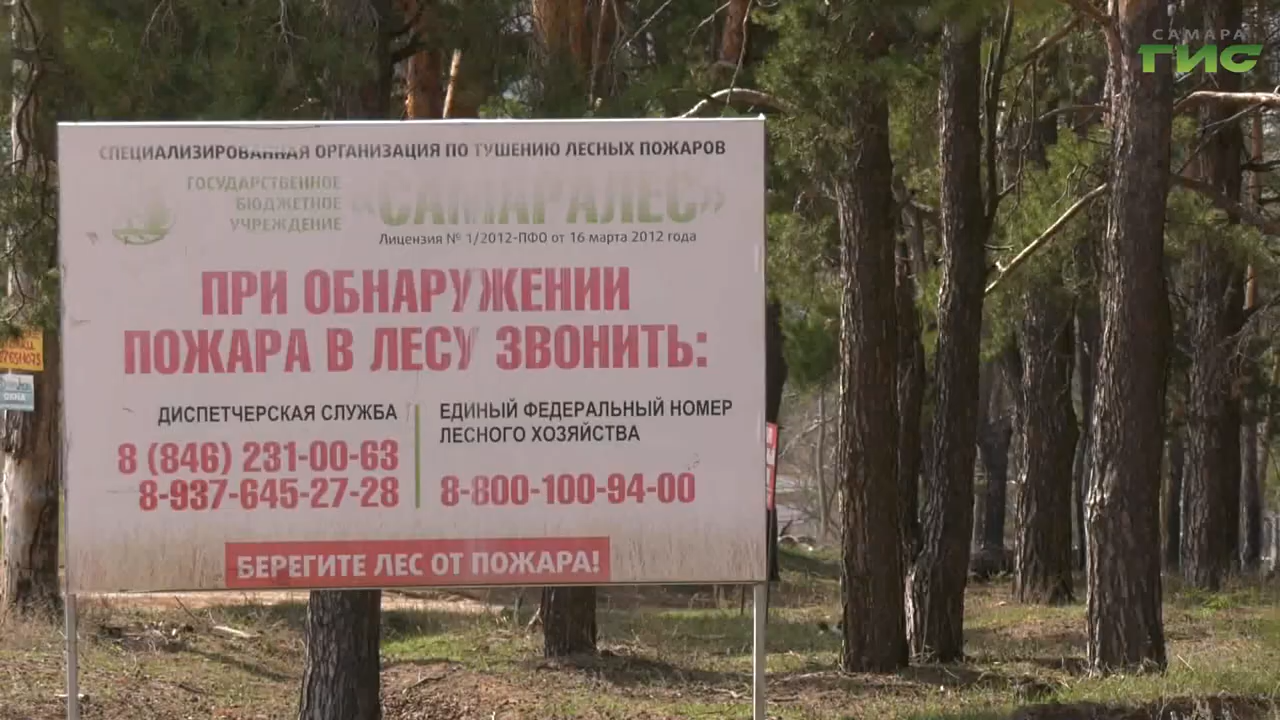 САМАРА
ГИС
СПЕЦИАЛИЗИРОВАННАЯ ОРГАНИЗАЦИЯ ПО ТУШЕНИЮ ЛЕСНЫХ ПОЖАРОВ
ГОСУДАРСТВЕННОЕ
БЮДЖЕТНОЕ
УЧРЕЖДЕНИЕ
«САМАРАЛЕС»
Лицензия № 1/2012-ПФО от 16 марта 2012 года
ПРИ ОБНАРУЖЕНИИ
ПОЖАРА В ЛЕСУ ЗВОНИТЬ:
ДИСПЕТЧЕРСКАЯ СЛУЖБА
8 (846) 231-00-63
8-937-645-27-28
ЕДИНЫЙ ФЕДЕРАЛЬНЫЙ НОМЕР
ЛЕСНОГО ХОЗЯЙСТВА
8-800-100-94-00
БЕРЕГИТЕ ЛЕС ОТ ПОЖАРА!
ОКНА